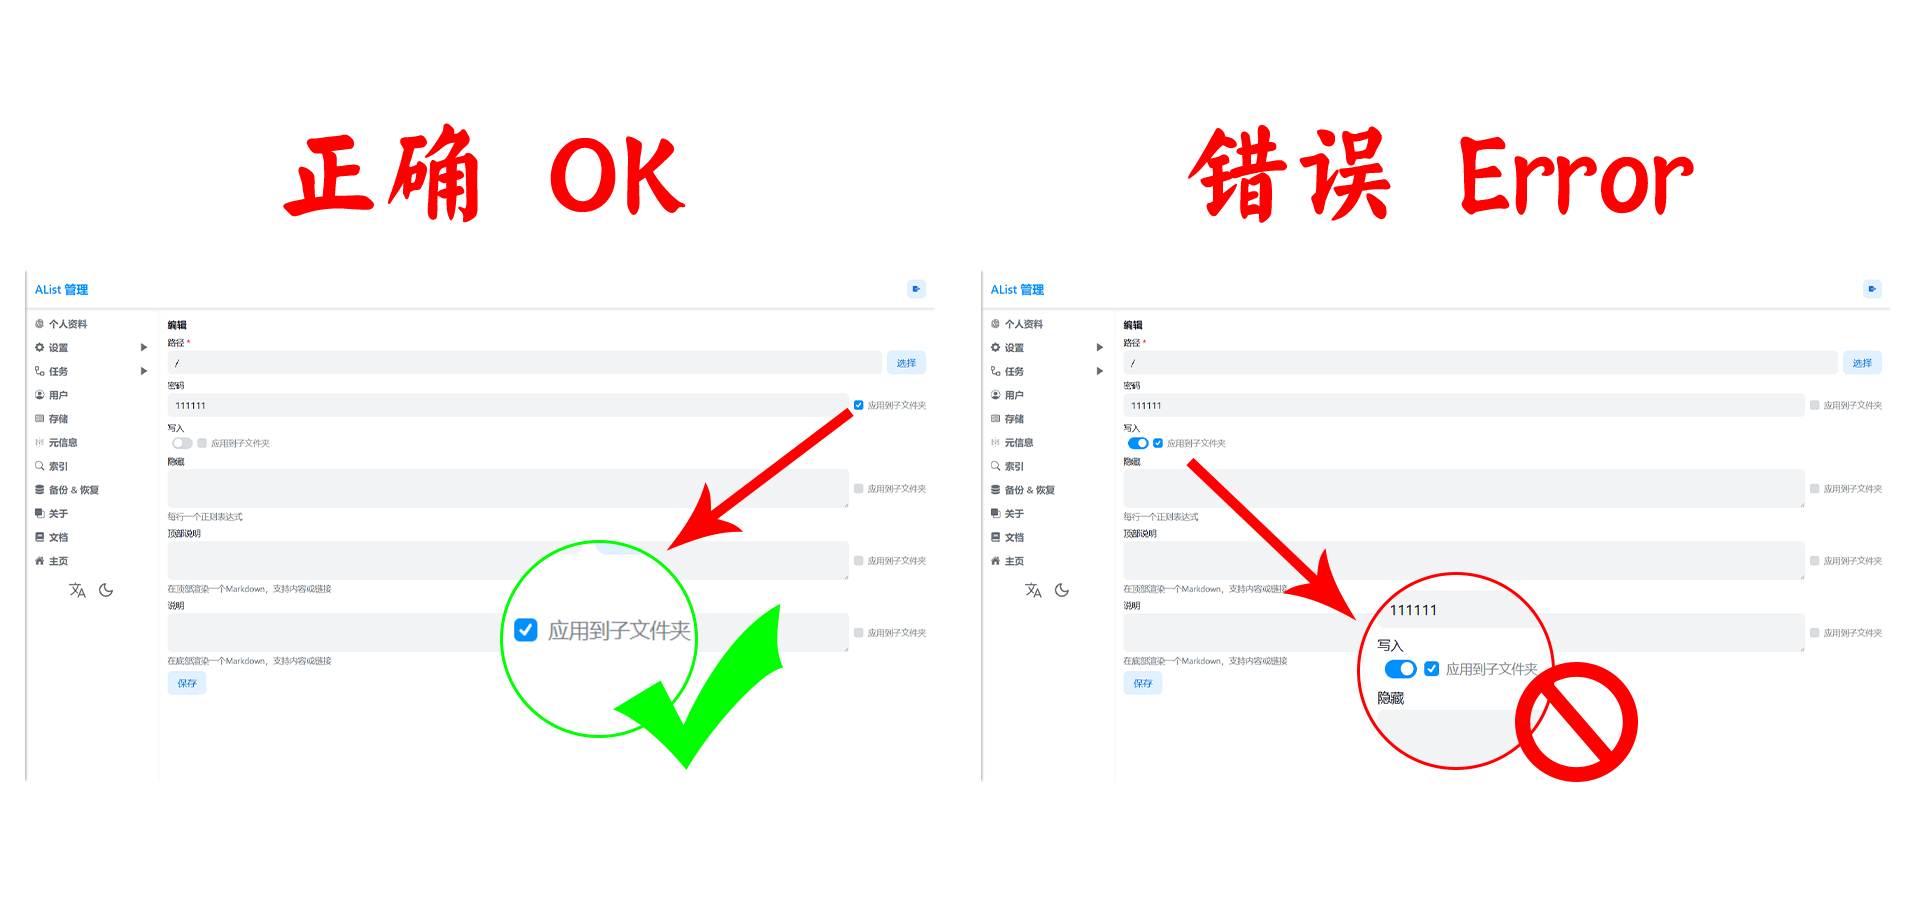 正确 OK
错误 Error
AList 管理
个人资料
设置
任务
用户
存储
元信息
索引
备份 & 恢复
关于
文档
主页
编辑
路径 *
/
选择
密码
111111
应用到子文件夹
写入
应用到子文件夹
隐藏
应用到子文件夹
每行一个正则表达式
顶部说明
应用到子文件夹
在顶部渲染一个Markdown，支持内容或链接
说明
应用到子文件夹
在底部渲染一个Markdown，支持内容或链接
保存
应用到子文件夹
AList 管理
个人资料
设置
任务
用户
存储
元信息
索引
备份 & 恢复
关于
文档
主页
编辑
路径 *
/
选择
密码
111111
应用到子文件夹
写入
应用到子文件夹
隐藏
应用到子文件夹
每行一个正则表达式
顶部说明
应用到子文件夹
在顶部渲染一个Markdown，支持内容或链接
说明
应用到子文件夹
在底部渲染一个Markdown，支持内容或链接
保存
111111
写入
应用到子文件夹
隐藏